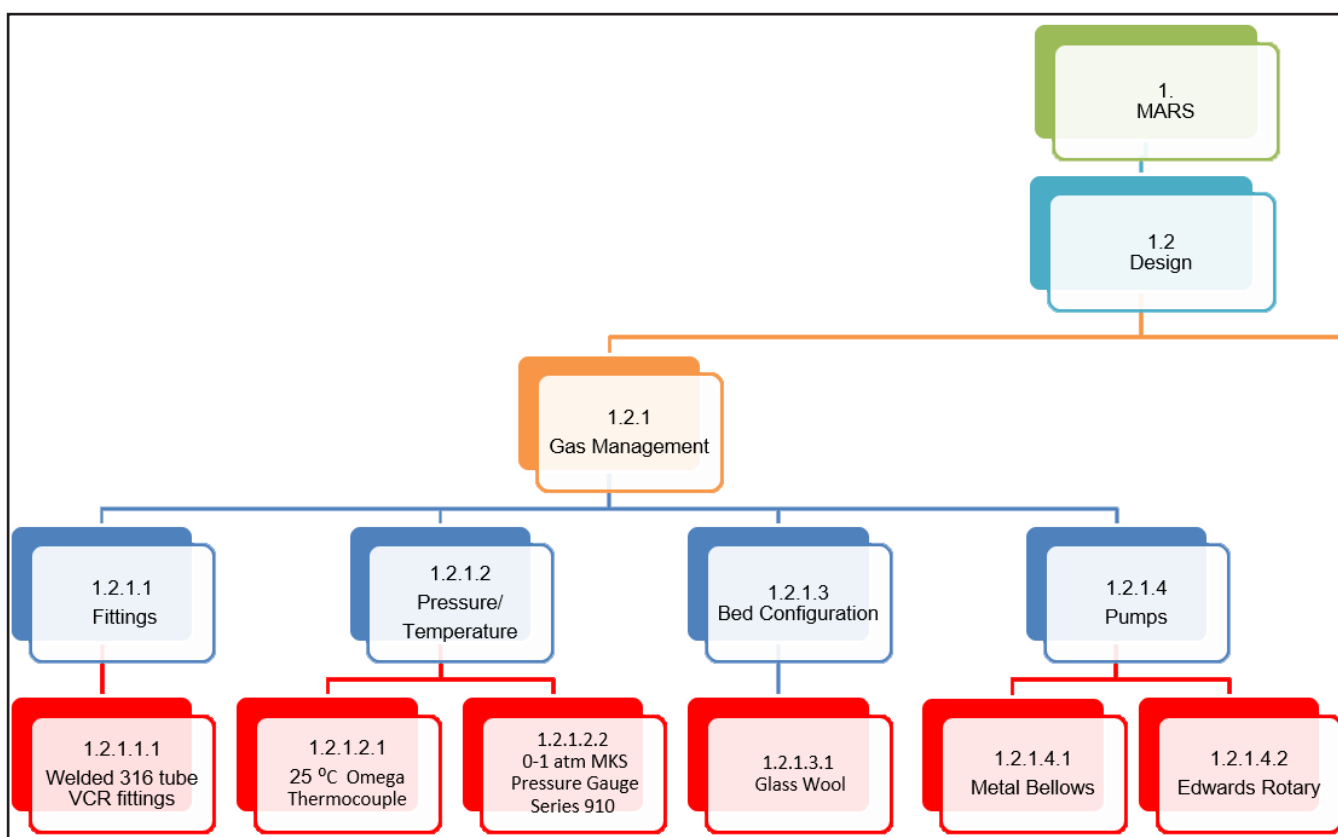 1.
MARS
1.2
Design
1.2.1
Gas Management
1.2.1.1
Fittings
1.2.1.2
Pressure/
Temperature
1.2.1.3
Bed Configuration
1.2.1.4
Pumps
1.2.1.1.1
Welded 316 tube
VCR fittings
1.2.1.2.1
25 ⁰C Omega
Thermocouple
1.2.1.2.2
0-1 atm MKS
Pressure Gauge
Series 910
1.2.1.3.1
Glass Wool
1.2.1.4.1
Metal Bellows
1.2.1.4.2
Edwards Rotary